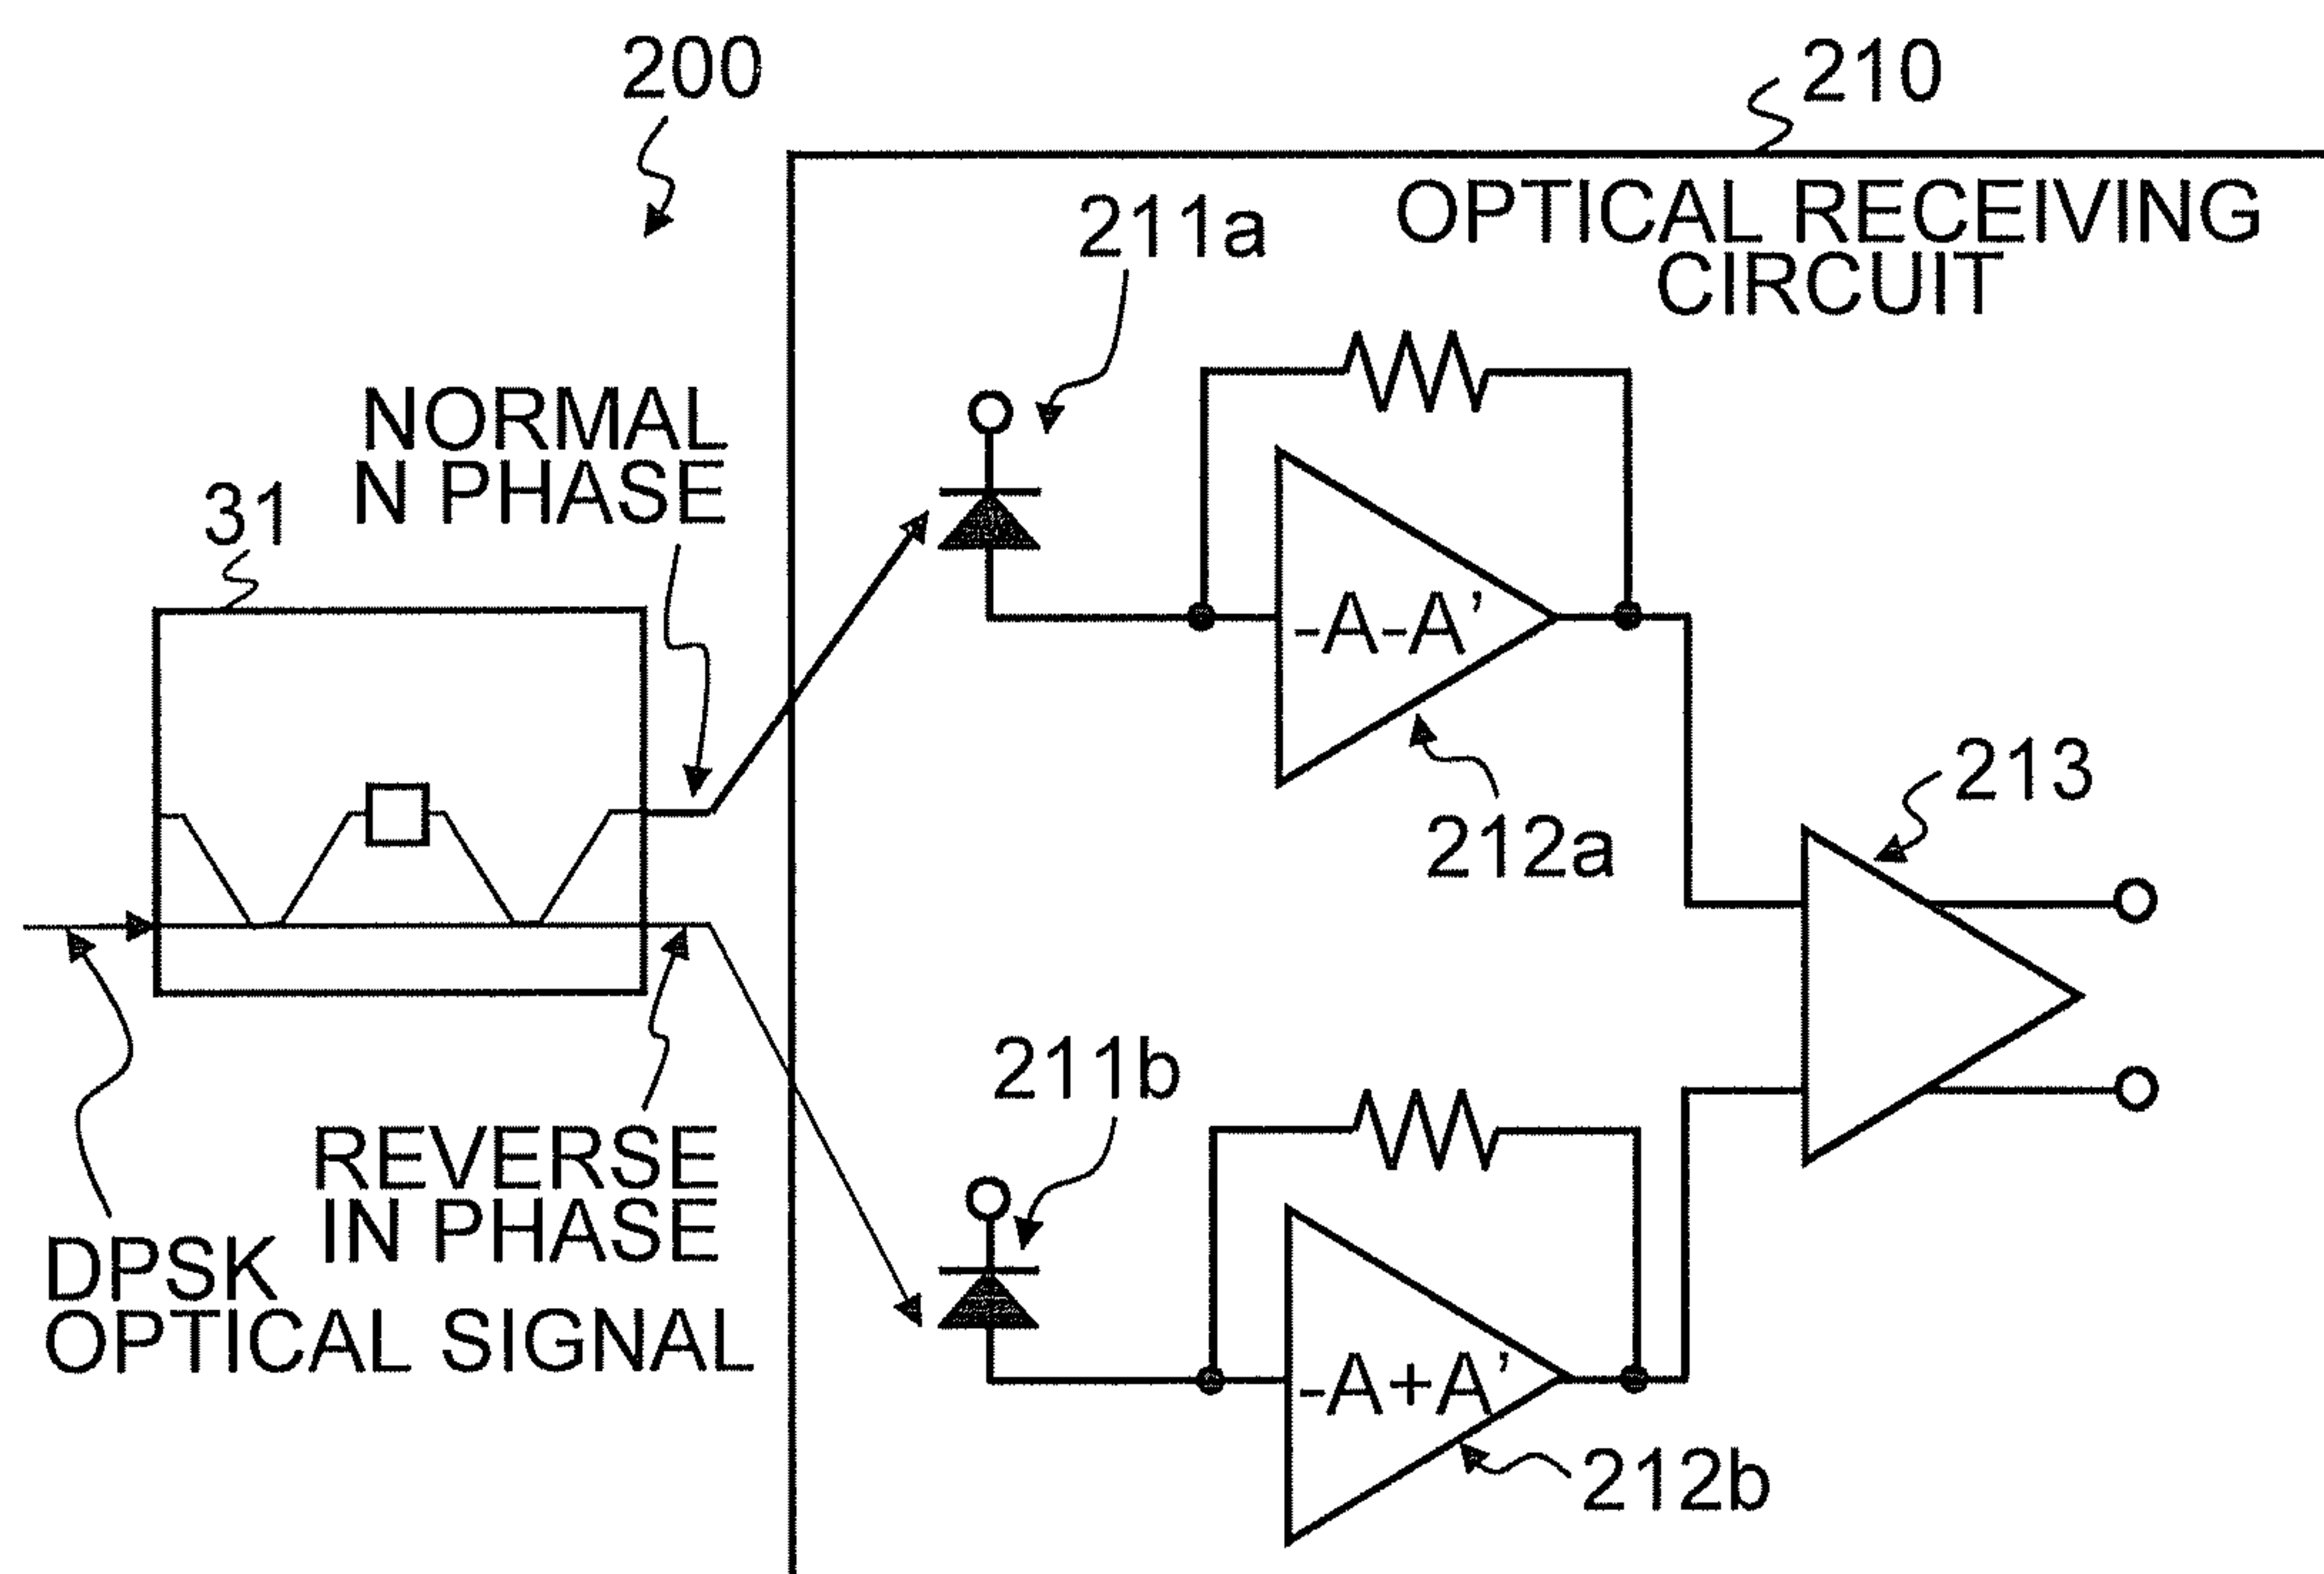 200
210
OPTICAL RECEIVING
CIRCUIT
211a
NORMAL
N PHASE
31
-A-A’
212a
213
211b
REVERSE
IN PHASE
DPSK
OPTICAL SIGNAL
-A+A’
212b